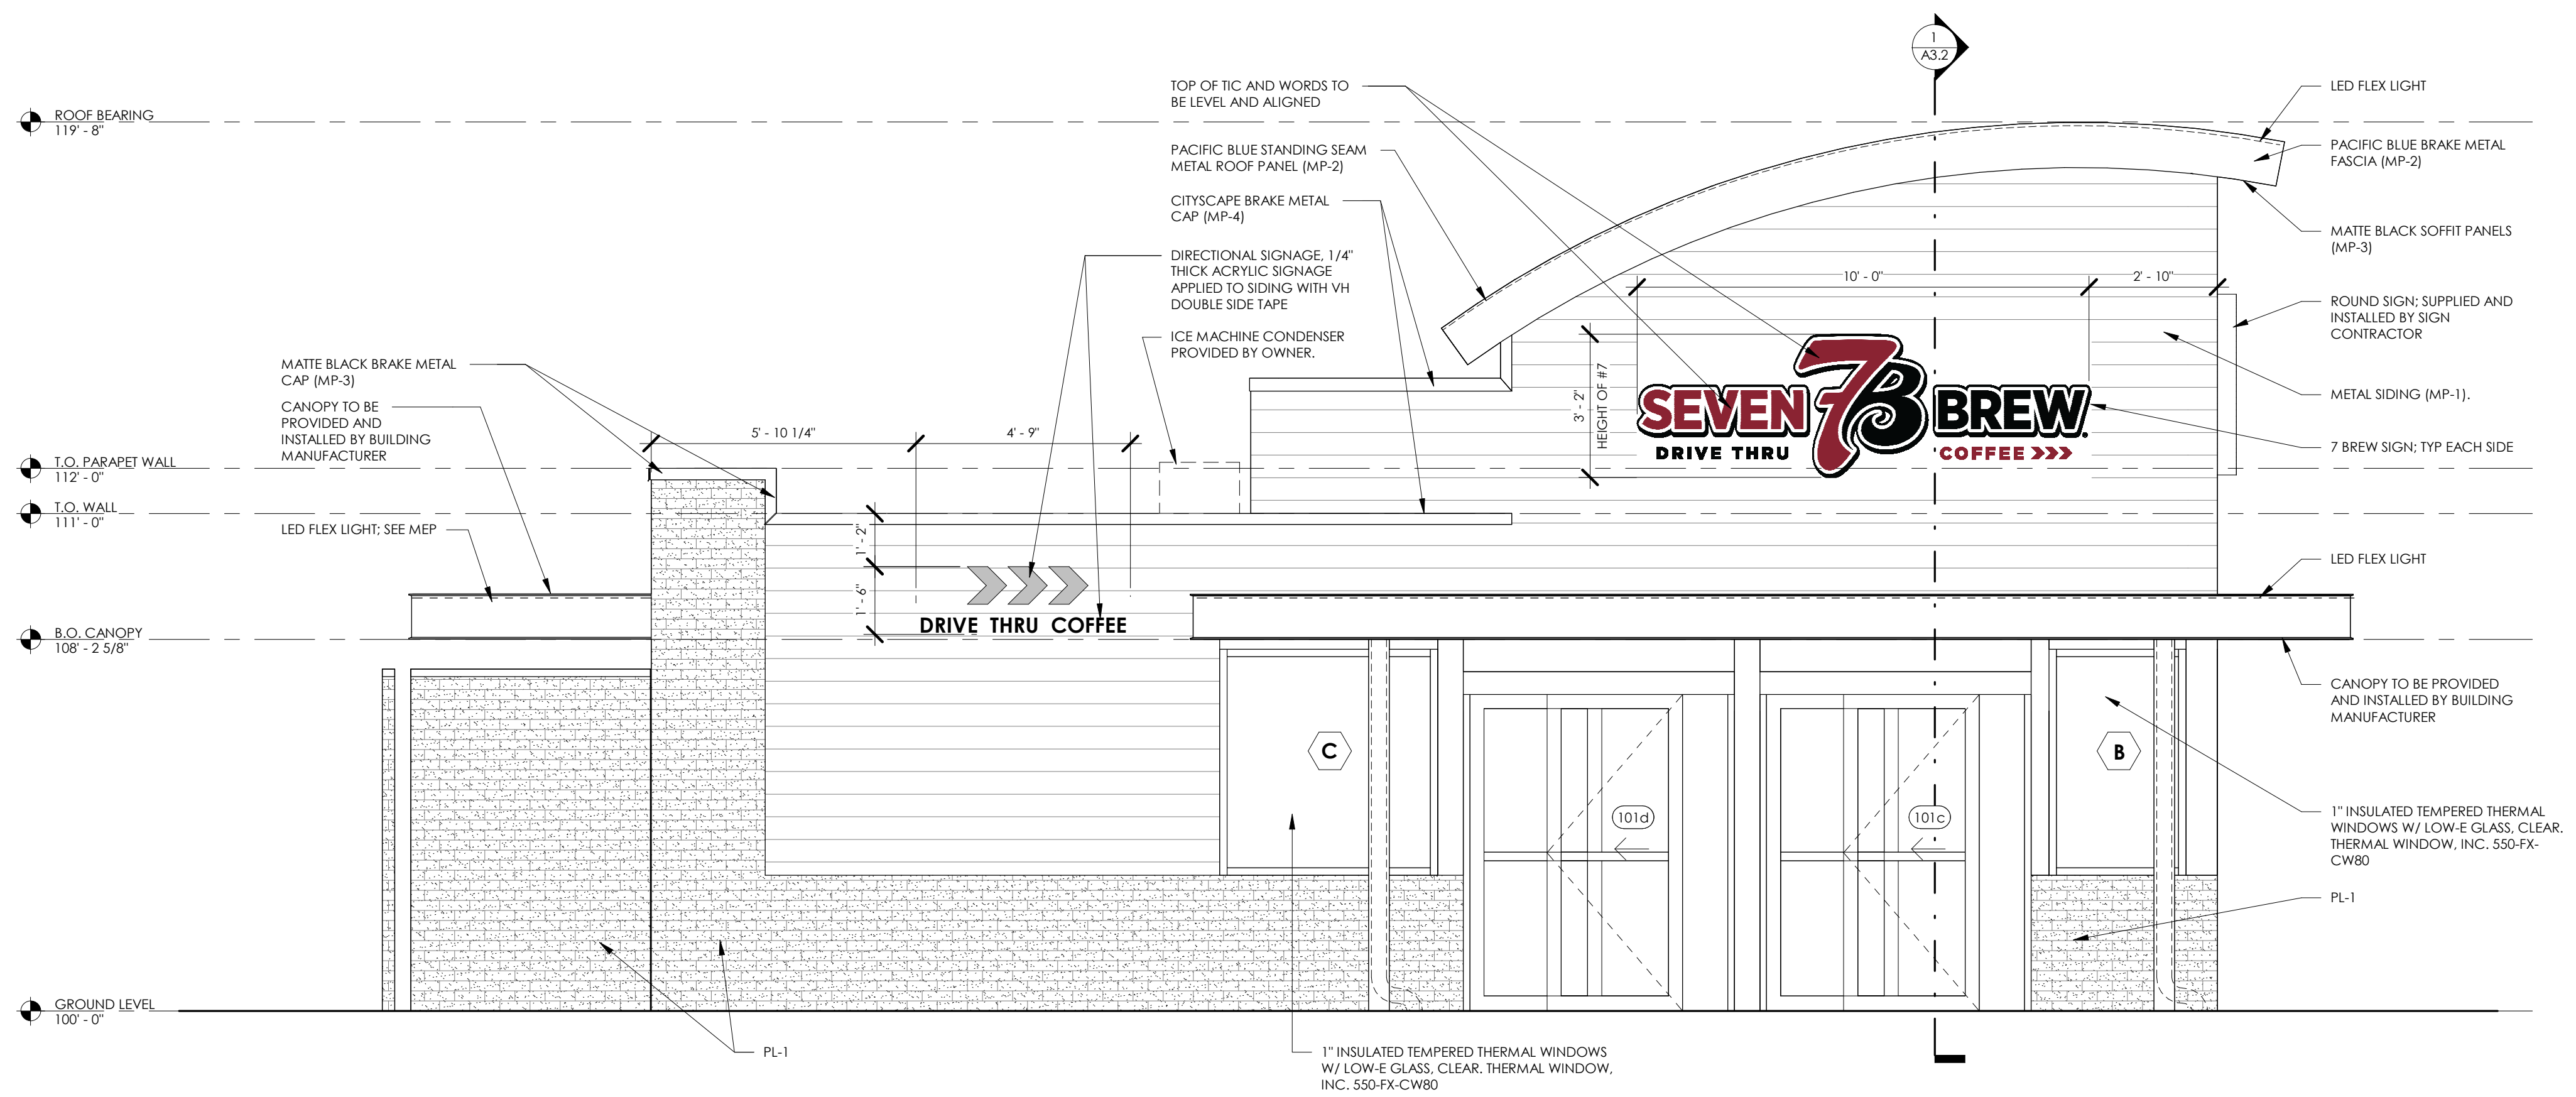 1
A3.2
TOP OF TIC AND WORDS TO
BE LEVEL AND ALIGNED
LED FLEX LIGHT
ROOF BEARING
119' - 8"
PACIFIC BLUE STANDING SEAM
METAL ROOF PANEL (MP-2)
PACIFIC BLUE BRAKE METAL
FASCIA (MP-2)
CITYSCAPE BRAKE METAL
CAP (MP-4)
MATTE BLACK SOFFIT PANELS
(MP-3)
DIRECTIONAL SIGNAGE, 1/4"
THICK ACRYLIC SIGNAGE
APPLIED TO SIDING WITH VH
DOUBLE SIDE TAPE
10' - 0"
2' - 10"
ROUND SIGN; SUPPLIED AND
INSTALLED BY SIGN
CONTRACTOR
ICE MACHINE CONDENSER
PROVIDED BY OWNER.
MATTE BLACK BRAKE METAL
CAP (MP-3)
3' - 2"
HEIGHT OF #7
SEVEN 7B BREW
DRIVE THRU
COFFEE
METAL SIDING (MP-1).
CANOPY TO BE
PROVIDED AND
INSTALLED BY BUILDING
MANUFACTURER
5' - 10 1/4"
4' - 9"
7 BREW SIGN; TYP EACH SIDE
T.O. PARAPET WALL
112' - 0"
T.O. WALL
111' - 0"
LED FLEX LIGHT; SEE MEP
1' - 2"
1' - 6"
LED FLEX LIGHT
DRIVE THRU COFFEE
B.O. CANOPY
108' - 2 5/8"
CANOPY TO BE PROVIDED
AND INSTALLED BY BUILDING
MANUFACTURER
C
B
101d
101c
1" INSULATED TEMPERED THERMAL
WINDOWS W/ LOW-E GLASS, CLEAR.
THERMAL WINDOW, INC. 550-FX-
CW80
PL-1
GROUND LEVEL
100' - 0"
PL-1
1" INSULATED TEMPERED THERMAL WINDOWS
W/ LOW-E GLASS, CLEAR. THERMAL WINDOW,
INC. 550-FX-CW80